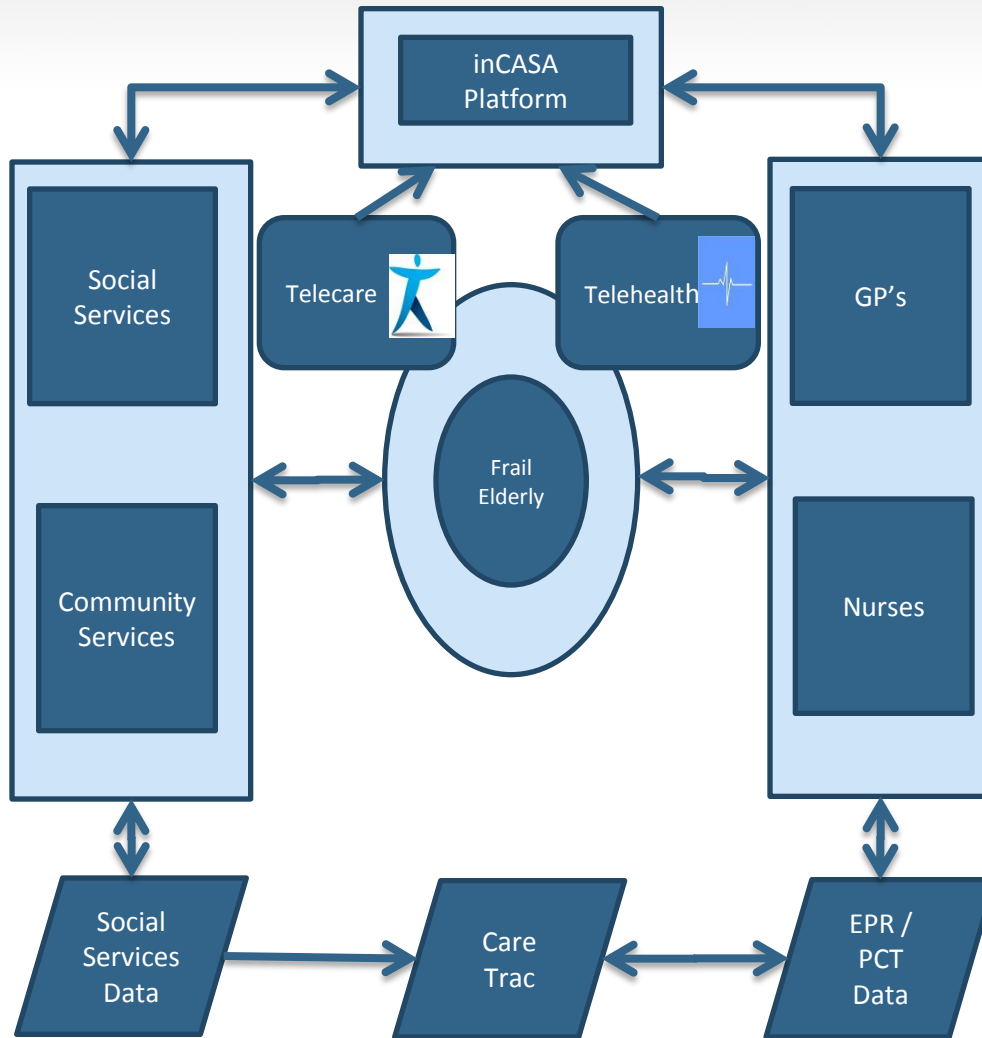 inCASA
Platform
Social
Services
Telecare
Telehealth
GP's
Frail
Elderly
Community
Services
Nurses
Social
Services
Data
Care
Trac
EPR /
PCT
Data